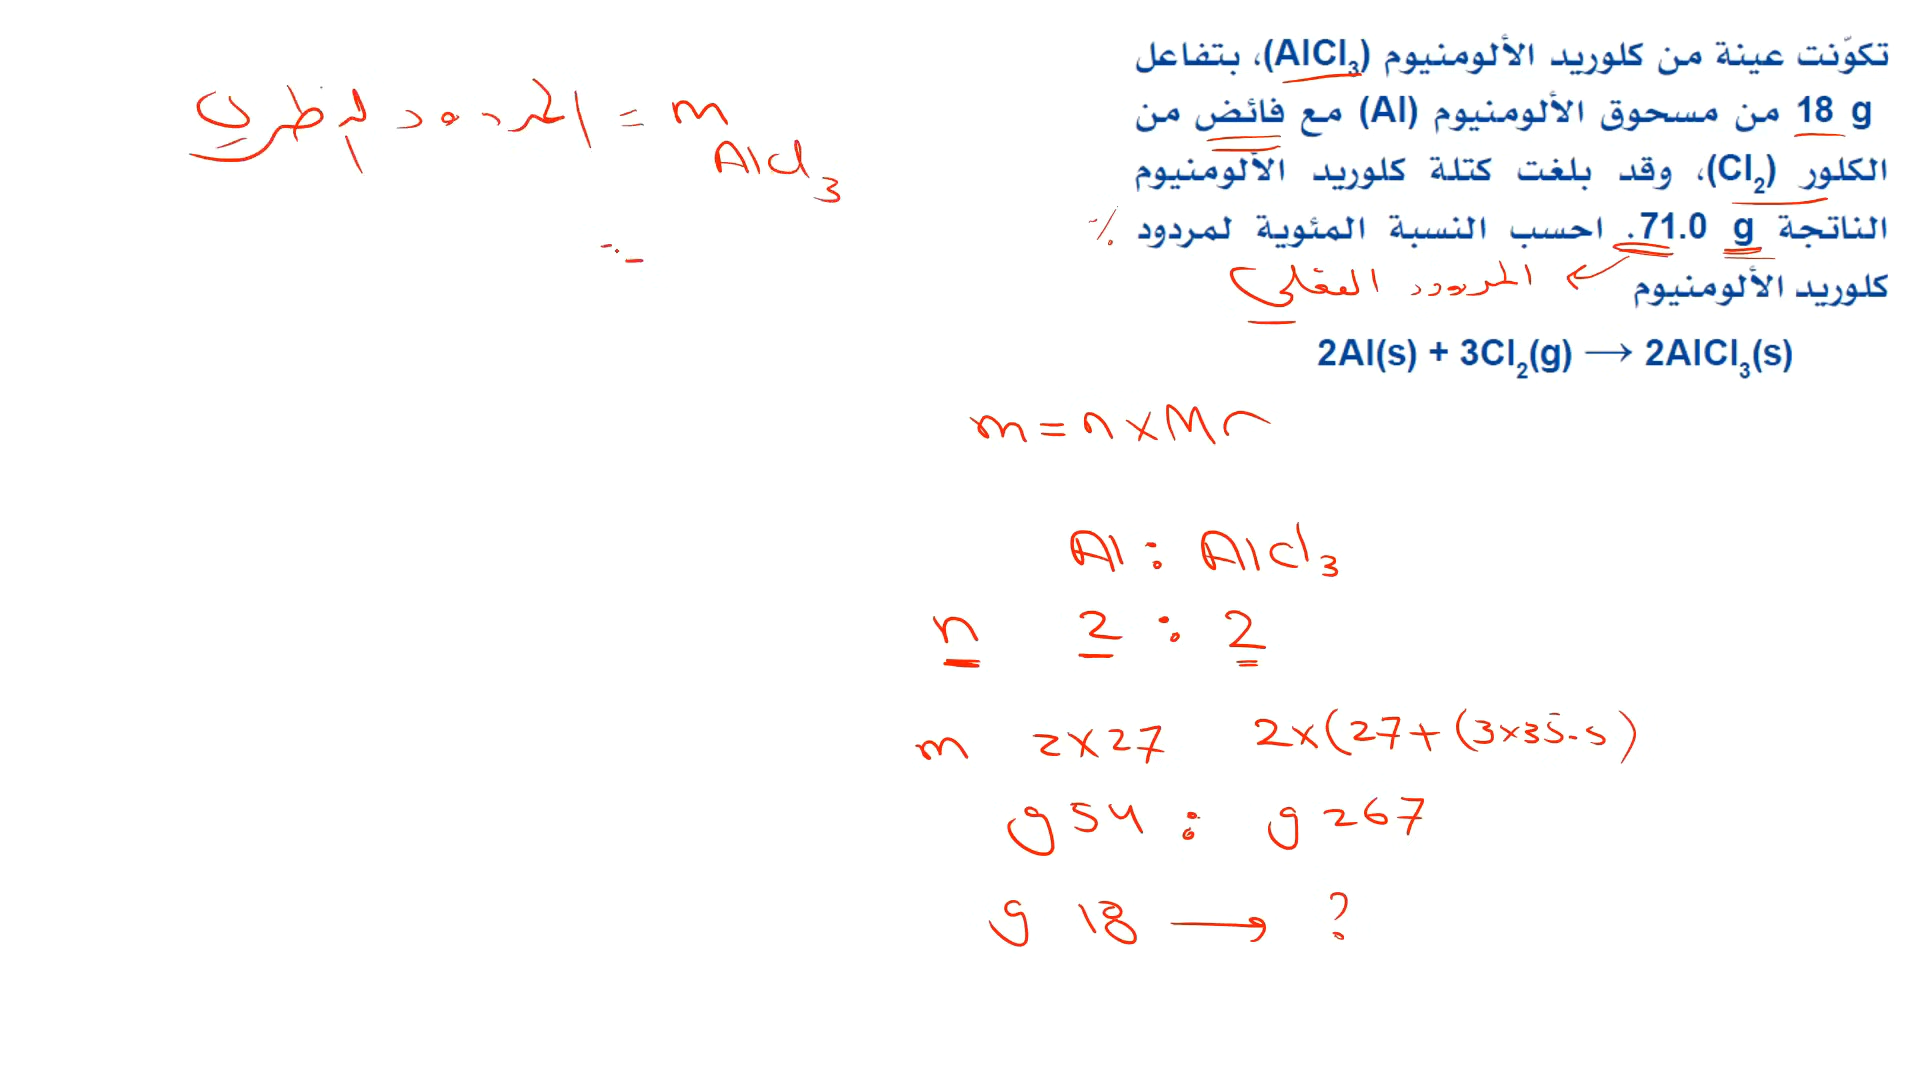 تكوّنت عينة من كلوريد الألومنيوم (AlCl₃)، بتفاعل
18 g من مسحوق الألومنيوم (Al) مع فائض من
الكلور (Cl₂)، وقد بلغت كتلة كلوريد الألومنيوم
الناتجة 71.0 g. احسب النسبة المئوية لمردود
كلوريد الألومنيوم
%
المردود الفعلي
2Al(s) + 3Cl₂(g) → 2AlCl₃(s)
المردود النظري = m AlCl₃
m = n × Mr
Al : AlCl₃
n 2 : 2
m 2×27 2×(27+(3×35.5)
g 54 : g 267
g 18 → ?